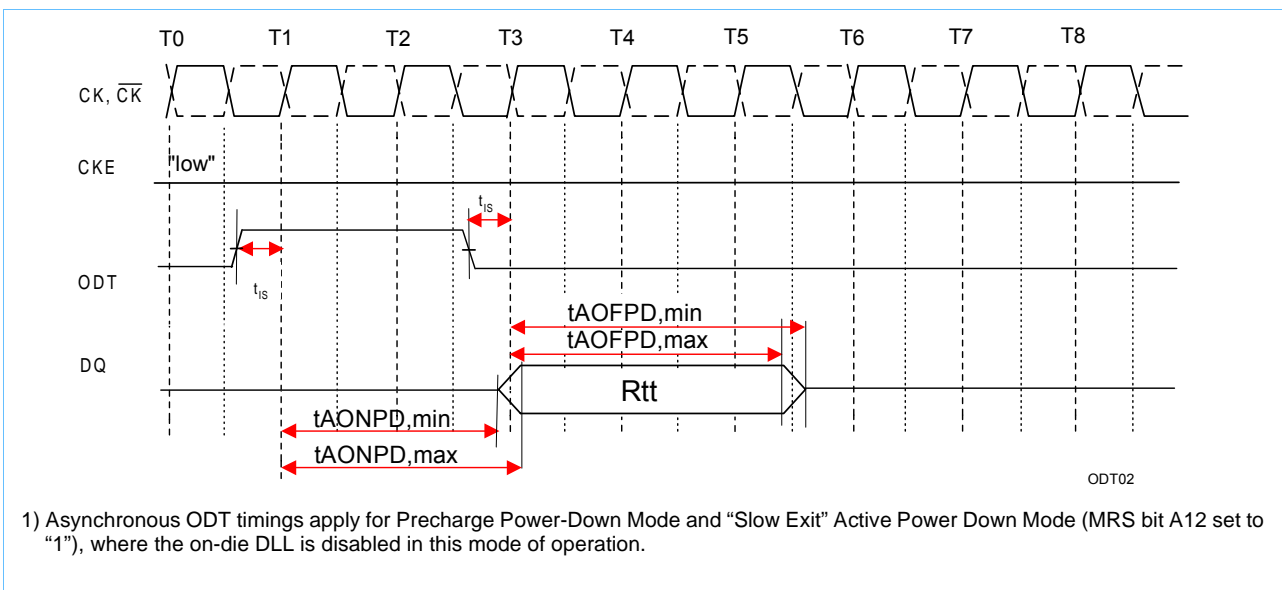 T0 T1 T2 T3 T4 T5 T6 T7 T8
CK, CK
CKE "low"
tIS
ODT
tIS
tAOFPD,min
tAOFPD,max
DQ
Rtt
tAONPD,min
tAONPD,max
ODT02
1) Asynchronous ODT timings apply for Precharge Power-Down Mode and “Slow Exit” Active Power Down Mode (MRS bit A12 set to
“1”), where the on-die DLL is disabled in this mode of operation.